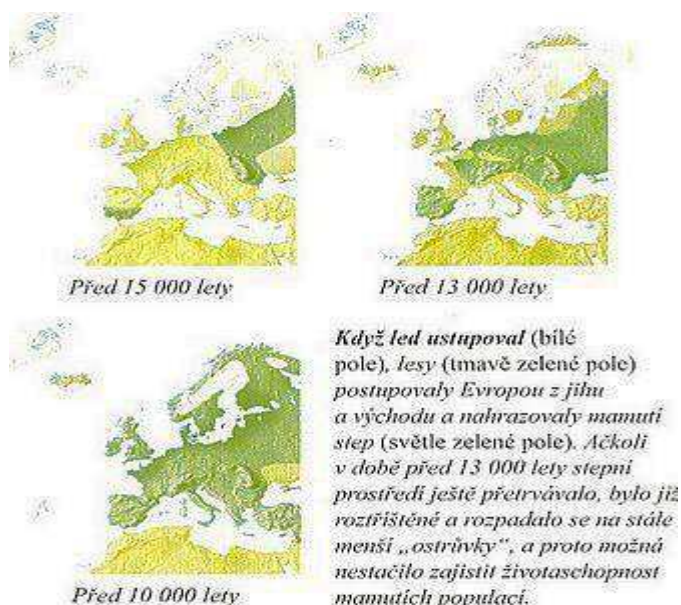 Před 15 000 lety
Před 13 000 lety
Když led ustupoval (bílé
pole), lesy (tmavě zelené pole)
postupovaly Evropou z jihu
a východu a nahrazovaly mamutí
step (světle zelené pole). Ačkoli
v době před 13 000 lety stepní
prostředí ještě přetrvávalo, bylo již
roztříštěné a rozpadalo se na stále
menší „ostrůvky“, a proto možná
nestačilo zajistit životaschopnost
mamutích populací.
Před 10 000 lety